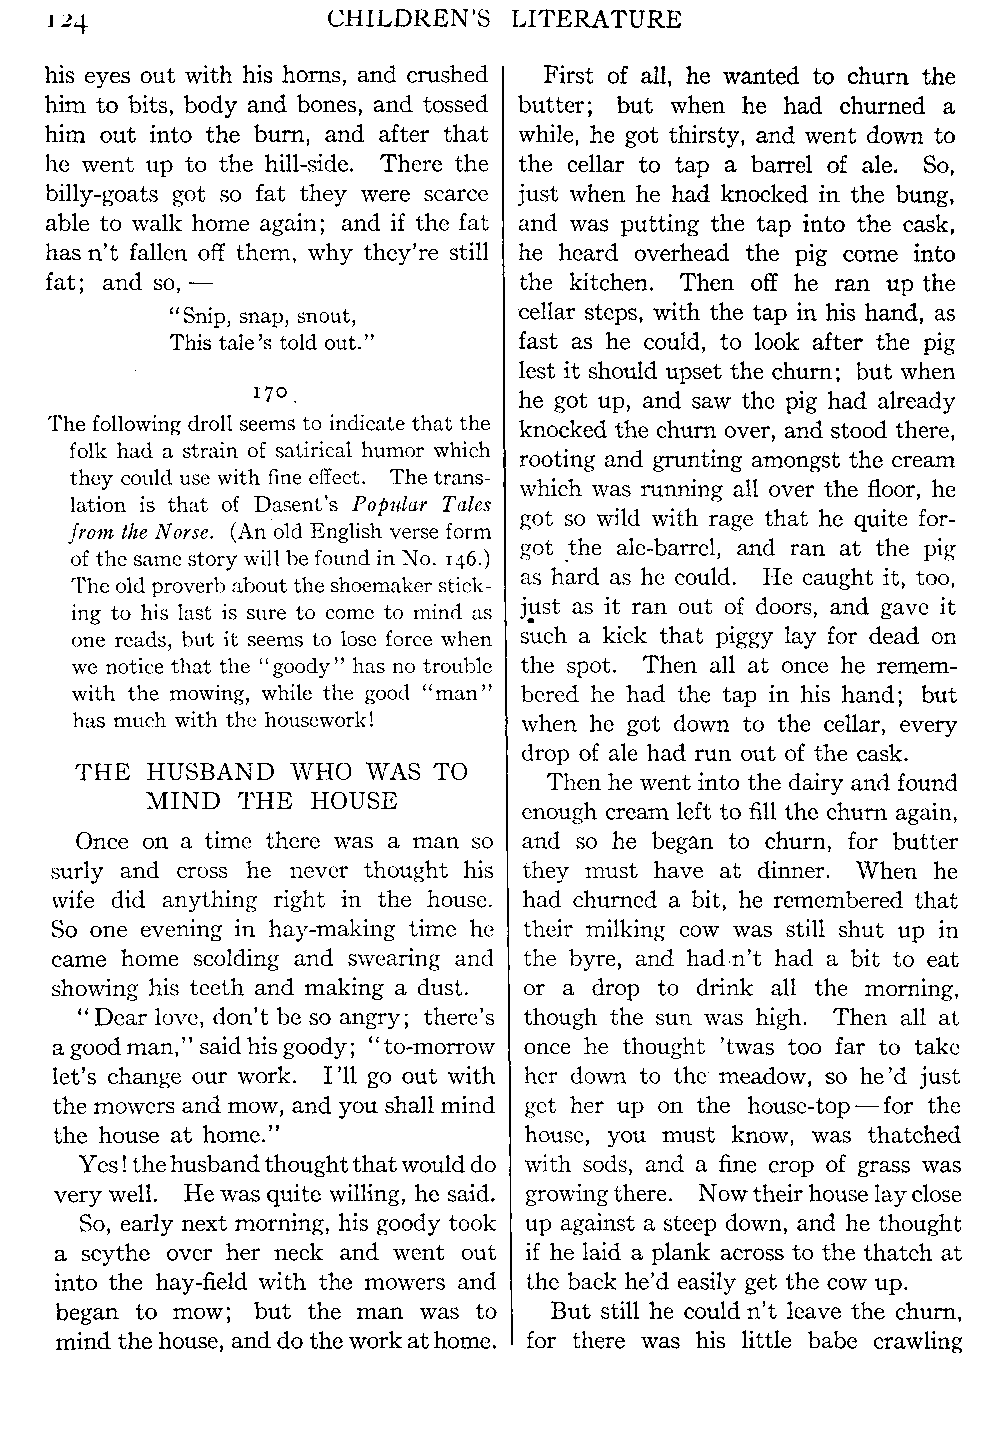 124 CHILDREN'S LITERATURE
his eyes out with his horns, and crushed
him to bits, body and bones, and tossed
him out into the burn, and after that
he went up to the hill-side. There the
billy-goats got so fat they were scarce
able to walk home again; and if the fat
has n't fallen off them, why they're still
fat; and so, —
"Snip, snap, snout,
This tale's told out."
170
The following droll seems to indicate that the
folk had a strain of satirical humor which
they could use with fine effect. The trans-
lation is that of Dasent's Popular Tales
from the Norse. (An old English verse form
of the same story will be found in No. 146.)
The old proverb about the shoemaker stick-
ing to his last is sure to come to mind as
one reads, but it seems to lose force when
we notice that the "goody" has no trouble
with the mowing, while the good "man"
has much with the housework!
THE HUSBAND WHO WAS TO
MIND THE HOUSE
Once on a time there was a man so
surly and cross he never thought his
wife did anything right in the house.
So one evening in hay-making time he
came home scolding and swearing and
showing his teeth and making a dust.
"Dear love, don't be so angry; there's
a good man," said his goody; "to-morrow
let's change our work. I'll go out with
the mowers and mow, and you shall mind
the house at home."
Yes! the husband thought that would do
very well. He was quite willing, he said.
So, early next morning, his goody took
a scythe over her neck and went out
into the hay-field with the mowers and
began to mow; but the man was to
mind the house, and do the work at home.
First of all, he wanted to churn the
butter; but when he had churned a
while, he got thirsty, and went down to
the cellar to tap a barrel of ale. So,
just when he had knocked in the bung,
and was putting the tap into the cask,
he heard overhead the pig come into
the kitchen. Then off he ran up the
cellar steps, with the tap in his hand, as
fast as he could, to look after the pig
lest it should upset the churn; but when
he got up, and saw the pig had already
knocked the churn over, and stood there,
rooting and grunting amongst the cream
which was running all over the floor, he
got so wild with rage that he quite for-
got the ale-barrel, and ran at the pig
as hard as he could. He caught it, too,
just as it ran out of doors, and gave it
such a kick that piggy lay for dead on
the spot. Then all at once he remem-
bered he had the tap in his hand; but
when he got down to the cellar, every
drop of ale had run out of the cask.
Then he went into the dairy and found
enough cream left to fill the churn again,
and so he began to churn, for butter
they must have at dinner. When he
had churned a bit, he remembered that
their milking cow was still shut up in
the byre, and had n't had a bit to eat
or a drop to drink all the morning,
though the sun was high. Then all at
once he thought 'twas too far to take
her down to the meadow, so he'd just
get her up on the house-top—for the
house, you must know, was thatched
with sods, and a fine crop of grass was
growing there. Now their house lay close
up against a steep down, and he thought
if he laid a plank across to the thatch at
the back he'd easily get the cow up.
But still he could n't leave the churn,
for there was his little babe crawling